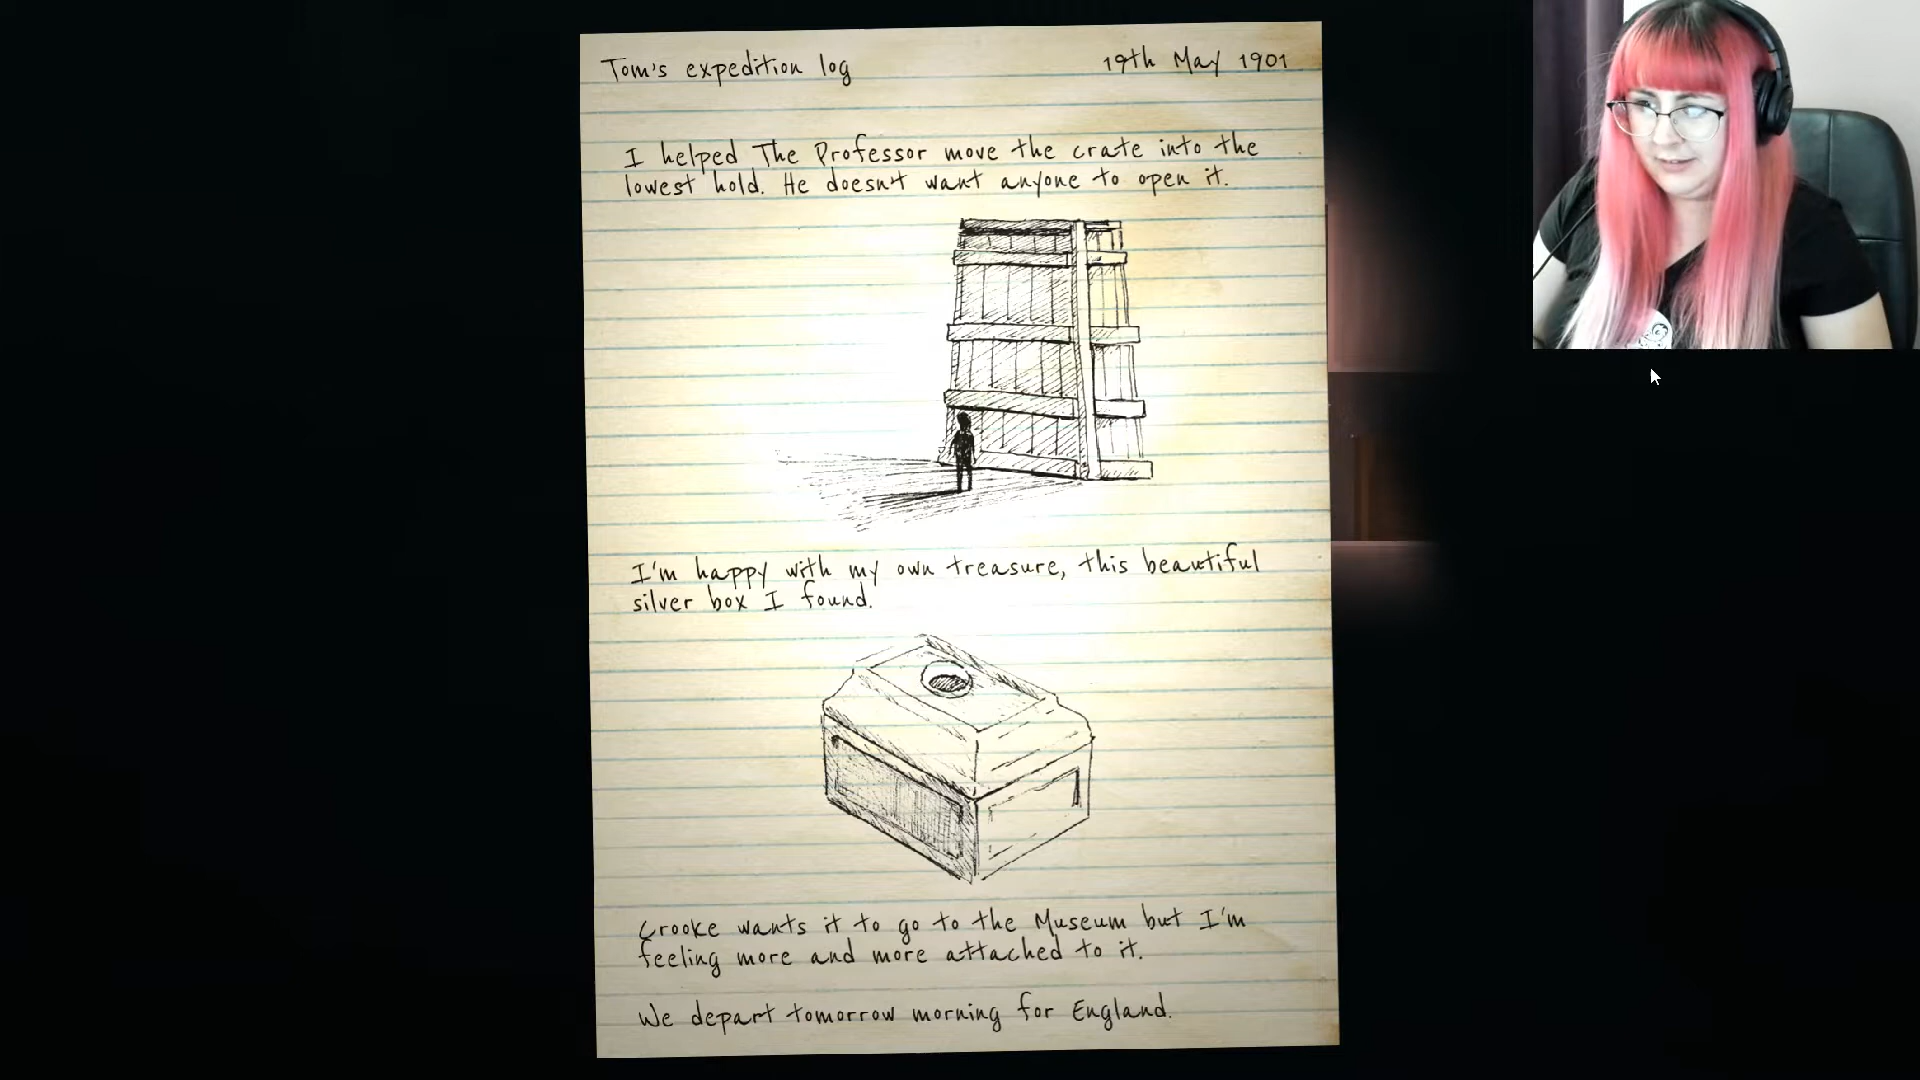 Tom's expedition log
19th May 1901
I helped The Professor move the crate into the
lowest hold. He doesn't want anyone to open it.
I'm happy with my own treasure, this beautiful
silver box I found.
Crooke wants it to go to the Museum but I'm
feeling more and more attached to it.
We depart tomorrow morning for England.